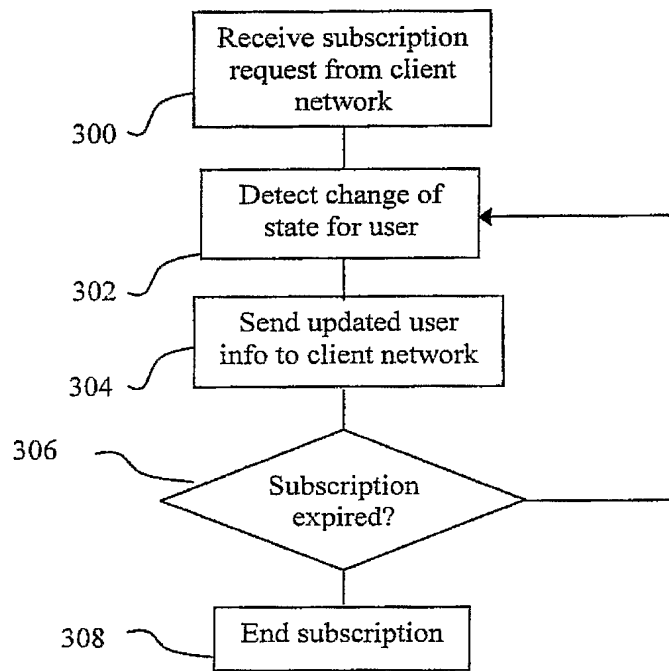 Receive subscription
request from client
network
300
Detect change of
state for user
302
Send updated user
info to client network
304
306
Subscription
expired?
308
End subscription